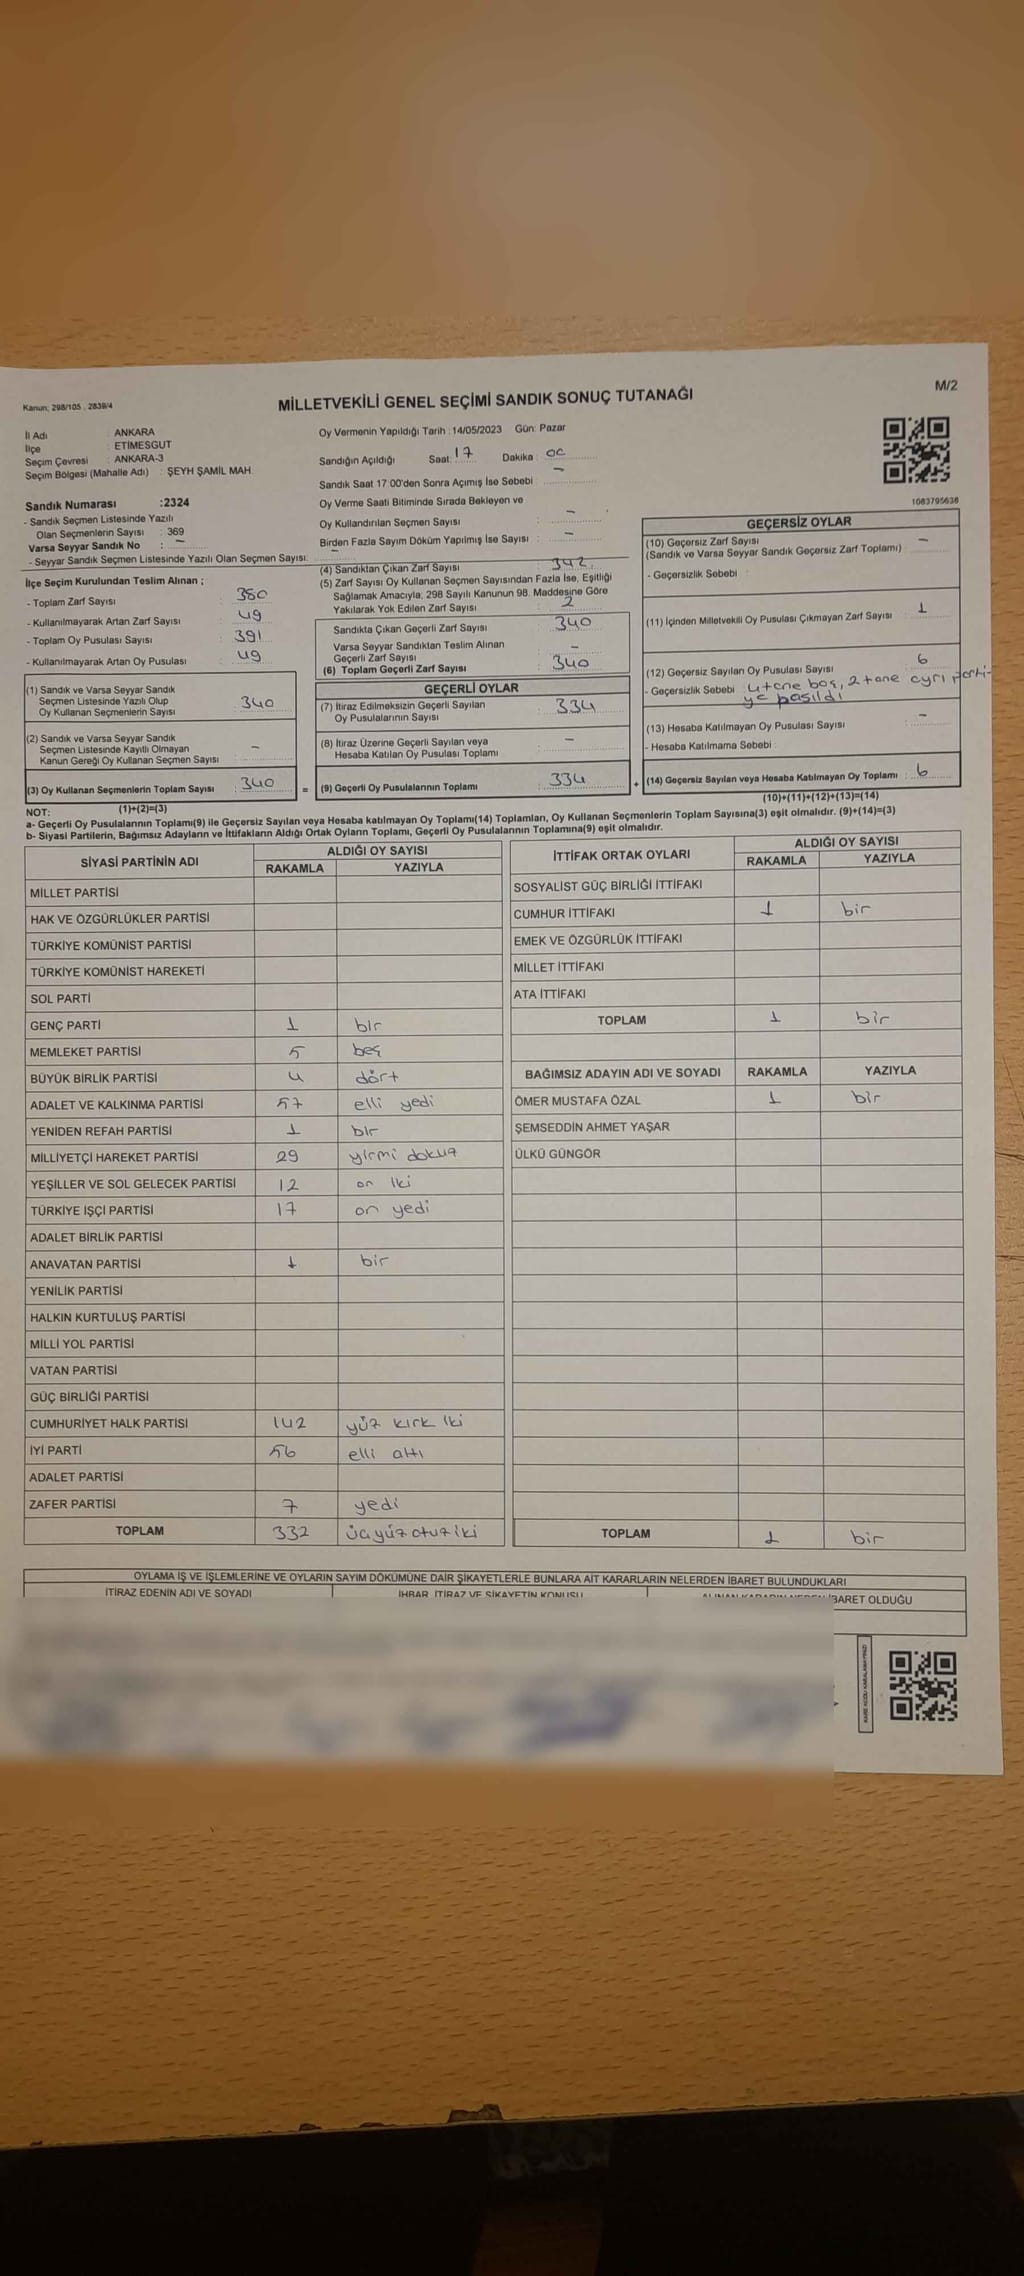 Kanun: 298/105 , 2839/4
MİLLETVEKİLİ GENEL SEÇİMİ SANDIK SONUÇ TUTANAĞI
M/2
İl Adı : ANKARA
İlçe : ETİMESGUT
Seçim Çevresi : ANKARA-3
Seçim Bölgesi (Mahalle Adı) : ŞEYH ŞAMİL MAH.
Sandık Numarası :2324
- Sandık Seçmen Listesinde Yazılı
Olan Seçmenlerin Sayısı : 369
Varsa Seyyar Sandık No : -
- Seyyar Sandık Seçmen Listesinde Yazılı Olan Seçmen Sayısı: -
Oy Vermenin Yapıldığı Tarih : 14/05/2023 Gün: Pazar
Sandığın Açıldığı Saat: 17 Dakika : 00
Sandık Saat 17:00'den Sonra Açımış İse Sebebi : -
Oy Verme Saati Bitiminde Sırada Bekleyen ve
Oy Kullandırılan Seçmen Sayısı : -
Birden Fazla Sayım Döküm Yapılmış İse Sayısı : -
1083795636
İlçe Seçim Kurulundan Teslim Alınan ;
- Toplam Zarf Sayısı : 380
- Kullanılmayarak Artan Zarf Sayısı : 49
- Toplam Oy Pusulası Sayısı : 391
- Kullanılmayarak Artan Oy Pusulası : 49
(1) Sandık ve Varsa Seyyar Sandık
Seçmen Listesinde Yazılı Olup
Oy Kullanan Seçmenlerin Sayısı : 340
(2) Sandık ve Varsa Seyyar Sandık
Seçmen Listesinde Kayıtlı Olmayan
Kanun Gereği Oy Kullanan Seçmen Sayısı : -
(3) Oy Kullanan Seçmenlerin Toplam Sayısı : 340
(1)+(2)=(3)
(4) Sandıktan Çıkan Zarf Sayısı : 342
(5) Zarf Sayısı Oy Kullanan Seçmen Sayısından Fazla İse, Eşitliği
Sağlamak Amacıyla, 298 Sayılı Kanunun 98. Maddesine Göre
Yakılarak Yok Edilen Zarf Sayısı : 2
Sandıkta Çıkan Geçerli Zarf Sayısı : 340
Varsa Seyyar Sandıktan Teslim Alınan
Geçerli Zarf Sayısı :
(6) Toplam Geçerli Zarf Sayısı : 340
GEÇERLİ OYLAR
(7) İtiraz Edilmeksizin Geçerli Sayılan
Oy Pusulalarının Sayısı : 334
(8) İtiraz Üzerine Geçerli Sayılan veya
Hesaba Katılan Oy Pusulası Toplamı : -
= (9) Geçerli Oy Pusulalarının Toplamı : 334
GEÇERSİZ OYLAR
(10) Geçersiz Zarf Sayısı
(Sandık ve Varsa Seyyar Sandık Geçersiz Zarf Toplamı) : -
- Geçersizlik Sebebi :
(11) İçinden Milletvekili Oy Pusulası Çıkmayan Zarf Sayısı : 1
(12) Geçersiz Sayılan Oy Pusulası Sayısı : 6
- Geçersizlik Sebebi : 4 tane boş, 2 tane ayrı parti-
ye basıldı
(13) Hesaba Katılmayan Oy Pusulası Sayısı : -
- Hesaba Katılmama Sebebi :
+ (14) Geçersiz Sayılan veya Hesaba Katılmayan Oy Toplamı : 6
(10)+(11)+(12)+(13)=(14)
NOT:
a- Geçerli Oy Pusulalarının Toplamı(9) ile Geçersiz Sayılan veya Hesaba katılmayan Oy Toplamı(14) Toplamları, Oy Kullanan Seçmenlerin Toplam Sayısına(3) eşit olmalıdır. (9)+(14)=(3)
b- Siyasi Partilerin, Bağımsız Adayların ve İttifakların Aldığı Ortak Oyların Toplamı, Geçerli Oy Pusulalarının Toplamına(9) eşit olmalıdır.
SİYASİ PARTİNİN ADI
ALDIĞI OY SAYISI
RAKAMLA YAZIYLA
MİLLET PARTİSİ
HAK VE ÖZGÜRLÜKLER PARTİSİ
TÜRKİYE KOMÜNİST PARTİSİ
TÜRKİYE KOMÜNİST HAREKETİ
SOL PARTİ
GENÇ PARTİ 1 bir
MEMLEKET PARTİSİ 5 beş
BÜYÜK BİRLİK PARTİSİ 4 dört
ADALET VE KALKINMA PARTİSİ 57 elli yedi
YENİDEN REFAH PARTİSİ 1 bir
MİLLİYETÇİ HAREKET PARTİSİ 29 yirmi dokuz
YEŞİLLER VE SOL GELECEK PARTİSİ 12 on iki
TÜRKİYE İŞÇİ PARTİSİ 17 on yedi
ADALET BİRLİK PARTİSİ
ANAVATAN PARTİSİ 1 bir
YENİLİK PARTİSİ
HALKIN KURTULUŞ PARTİSİ
MİLLİ YOL PARTİSİ
VATAN PARTİSİ
GÜÇ BİRLİĞİ PARTİSİ
CUMHURİYET HALK PARTİSİ 142 yüz kırk iki
İYİ PARTİ 56 elli altı
ADALET PARTİSİ
ZAFER PARTİSİ 7 yedi
TOPLAM 332 üçyüz otuz iki
İTTİFAK ORTAK OYLARI
ALDIĞI OY SAYISI
RAKAMLA YAZIYLA
SOSYALİST GÜÇ BİRLİĞİ İTTİFAKI
CUMHUR İTTİFAKI 1 bir
EMEK VE ÖZGÜRLÜK İTTİFAKI
MİLLET İTTİFAKI
ATA İTTİFAKI
TOPLAM 1 bir
BAĞIMSIZ ADAYIN ADI VE SOYADI RAKAMLA YAZIYLA
ÖMER MUSTAFA ÖZAL 1 bir
ŞEMSEDDİN AHMET YAŞAR
ÜLKÜ GÜNGÖR
TOPLAM 1 bir
OYLAMA İŞ VE İŞLEMLERİNE VE OYLARIN SAYIM DÖKÜMÜNE DAİR ŞİKAYETLERLE BUNLARA AİT KARARLARIN NELERDEN İBARET BULUNDUKLARI
İTİRAZ EDENİN ADI VE SOYADI
İHBAR, İTİRAZ VE ŞİKAYETİN KONUSU
ALINAN KARARIN NEDEN İBARET OLDUĞU
KARE KODU KARALAMAYINIZ!